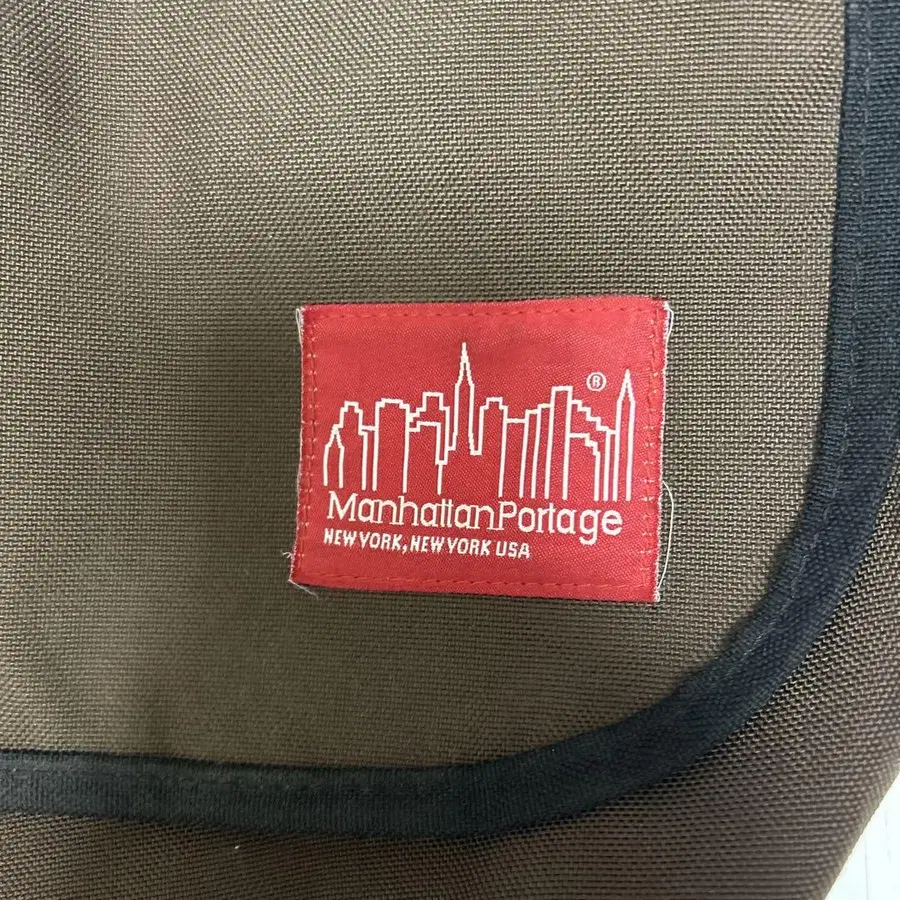 ®
ManhattanPortage
NEW YORK, NEW YORK USA